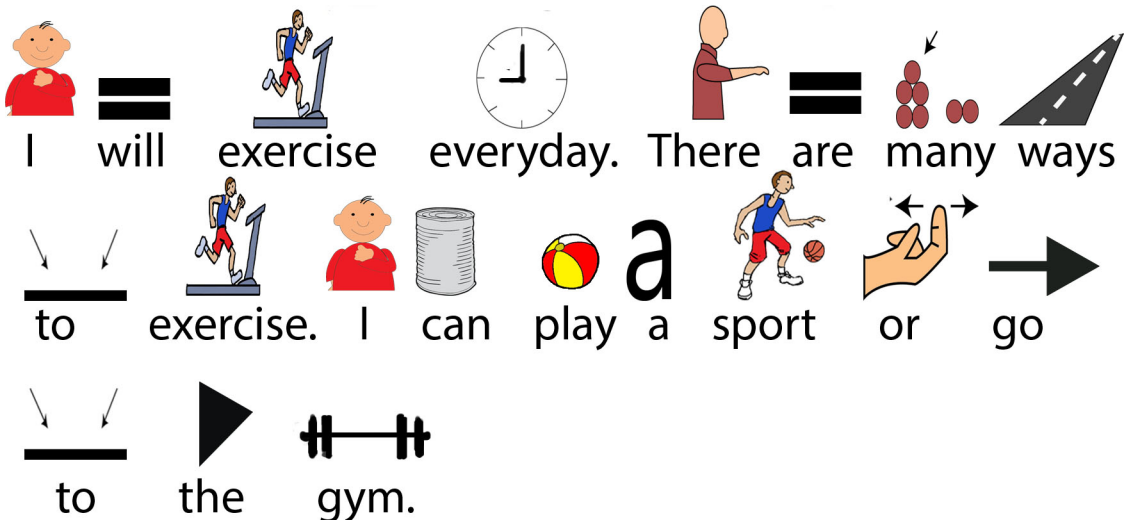 I will exercise everyday. There are many ways
to exercise. I can play a sport or go
to the gym.